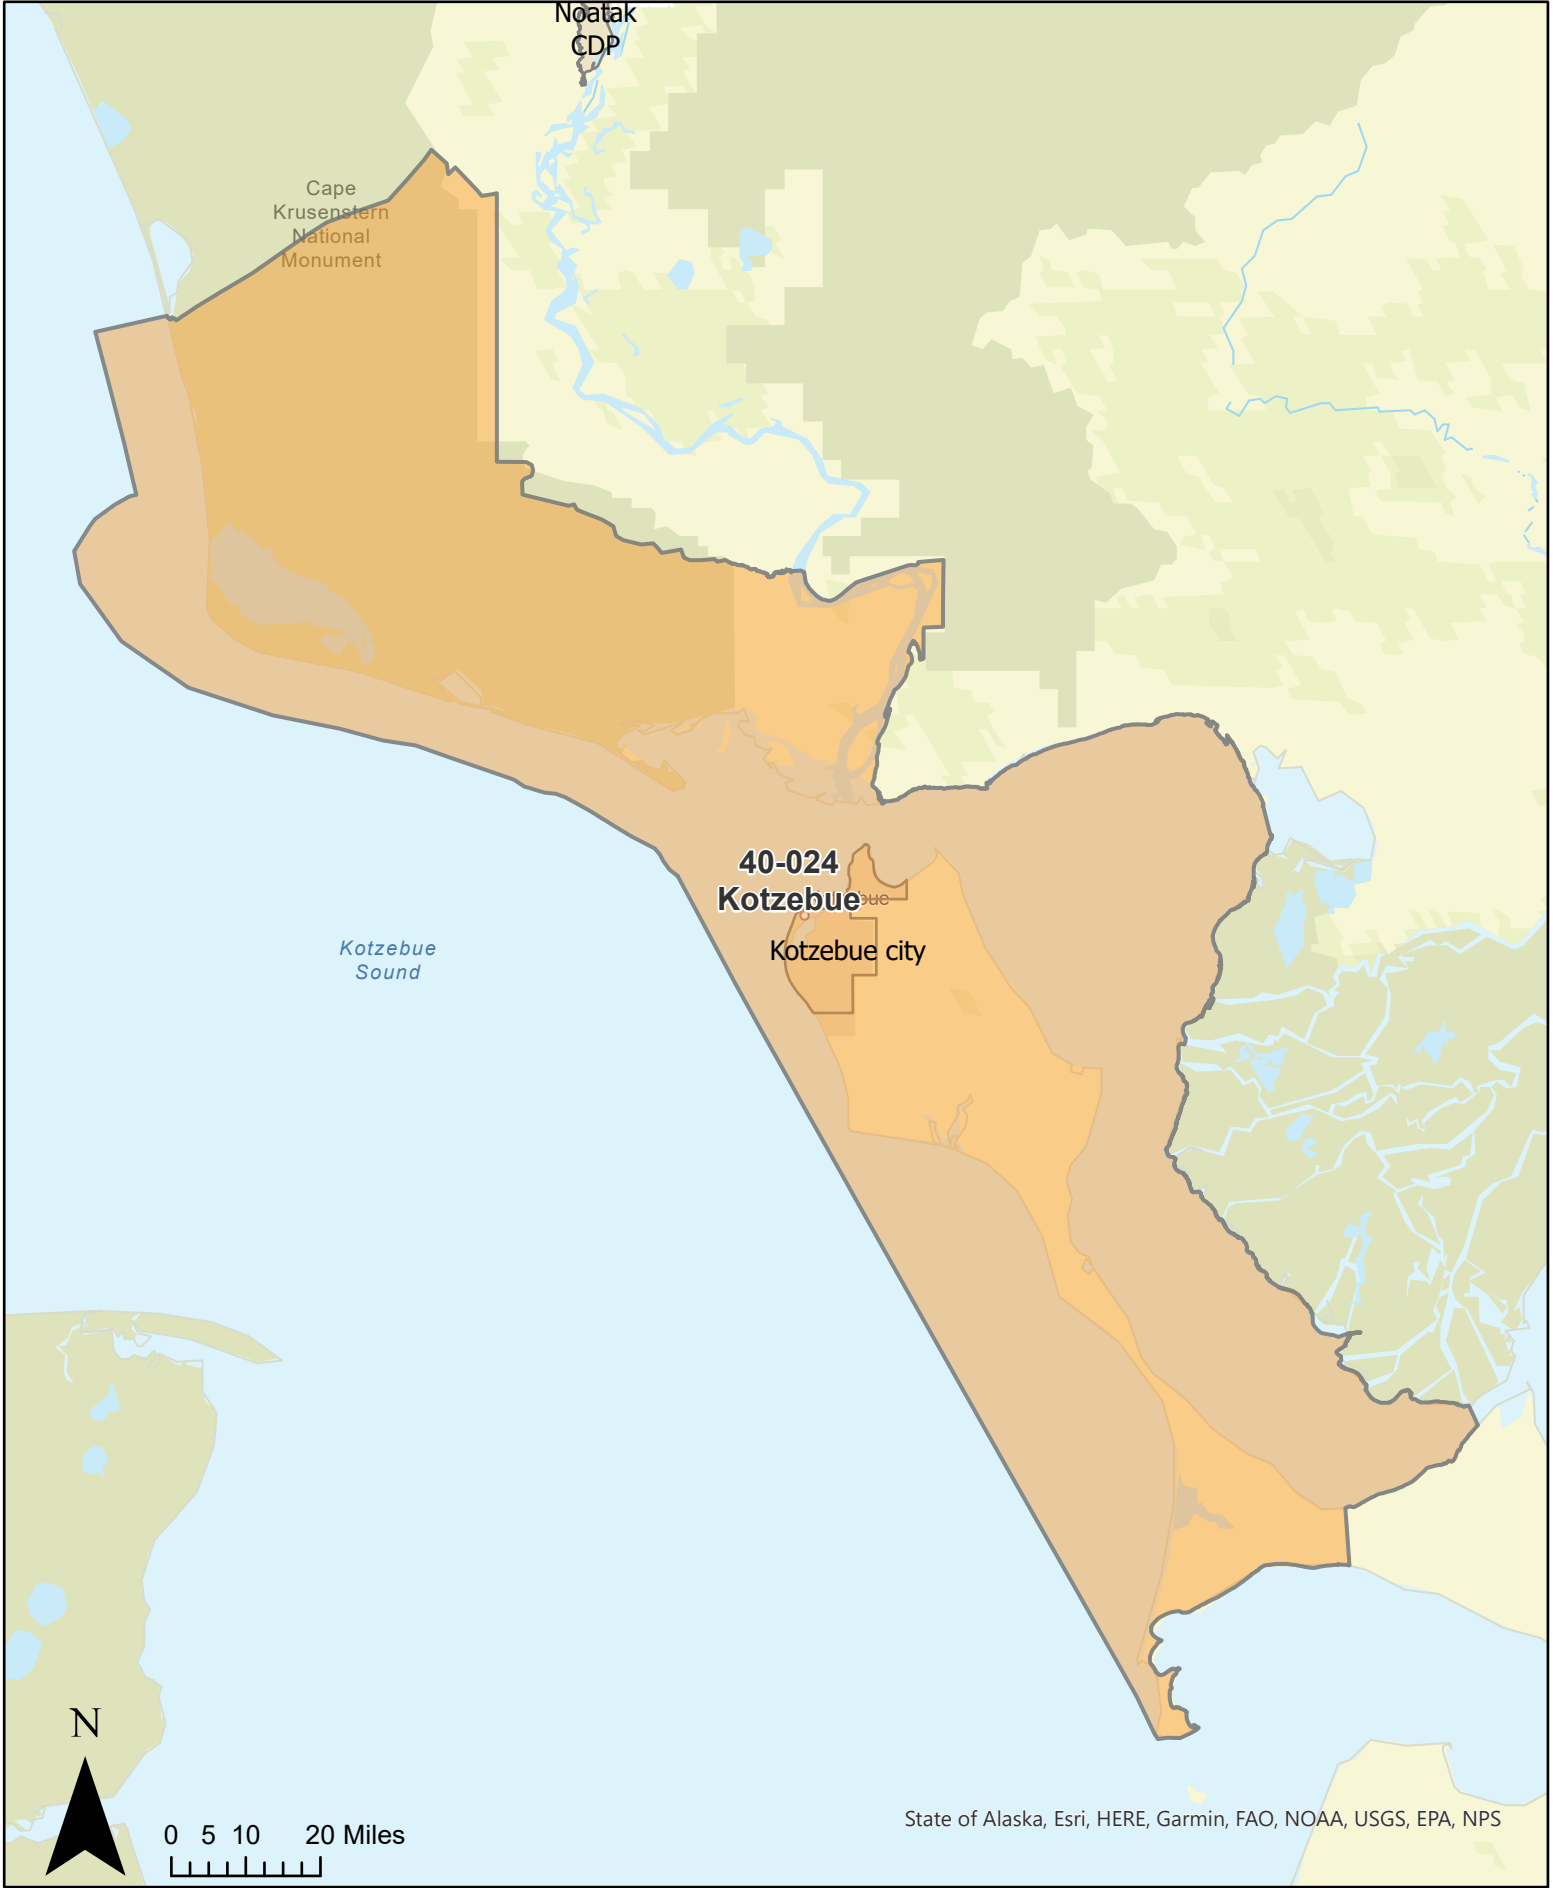 Noatak
CDP
Cape
Krusenstern
National
Monument
40-024
Kotzebue
Kotzebue city
Kotzebue
Sound
N
0 5 10 20 Miles
State of Alaska, Esri, HERE, Garmin, FAO, NOAA, USGS, EPA, NPS